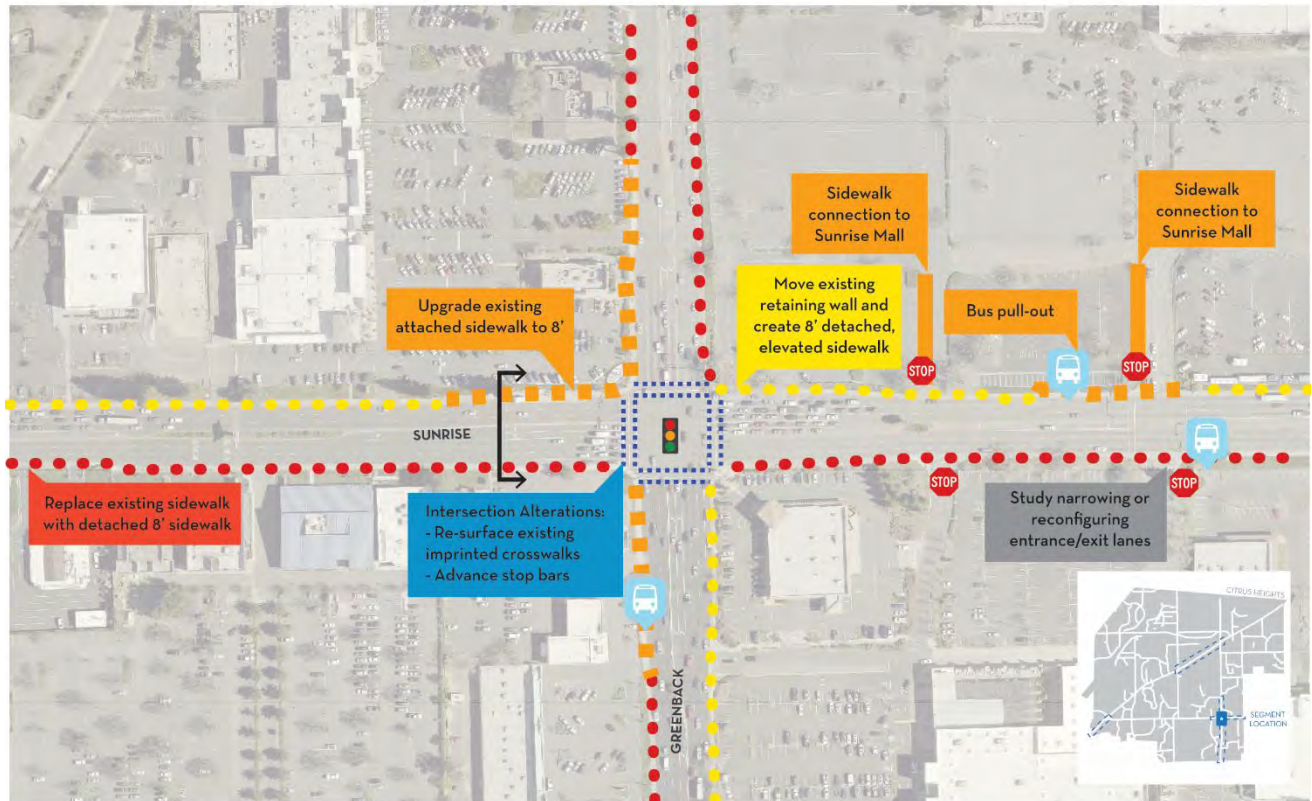 Sidewalk
connection to
Sunrise Mall
Sidewalk
connection to
Sunrise Mall
Upgrade existing
attached sidewalk to 8'
Move existing
retaining wall and
create 8' detached,
elevated sidewalk
Bus pull-out
STOP
STOP
SUNRISE
Replace existing sidewalk
with detached 8' sidewalk
Intersection Alterations:
- Re-surface existing
imprinted crosswalks
- Advance stop bars
STOP
STOP
Study narrowing or
reconfiguring
entrance/exit lanes
GREENBACK
CITRUS HEIGHTS
SEGMENT
LOCATION